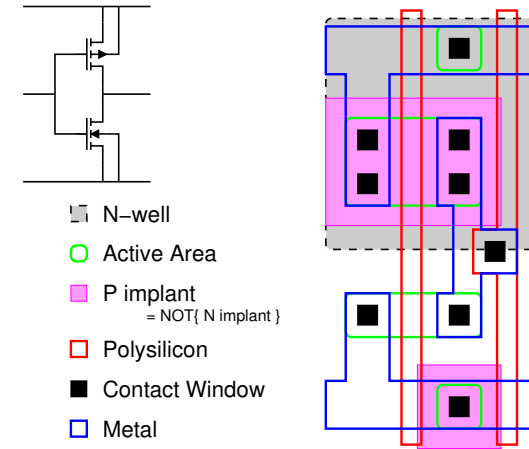 N−well
Active Area
P implant
= NOT{ N implant }
Polysilicon
Contact Window
Metal